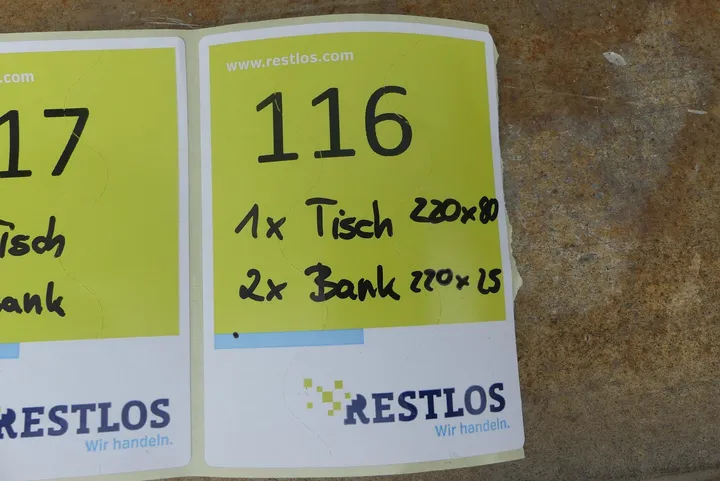 .com
17
Tisch
Bank
RESTLOS
Wir handeln.
www.restlos.com
116
1x Tisch 220x80
2x Bank 220x25
RESTLOS
Wir handeln.